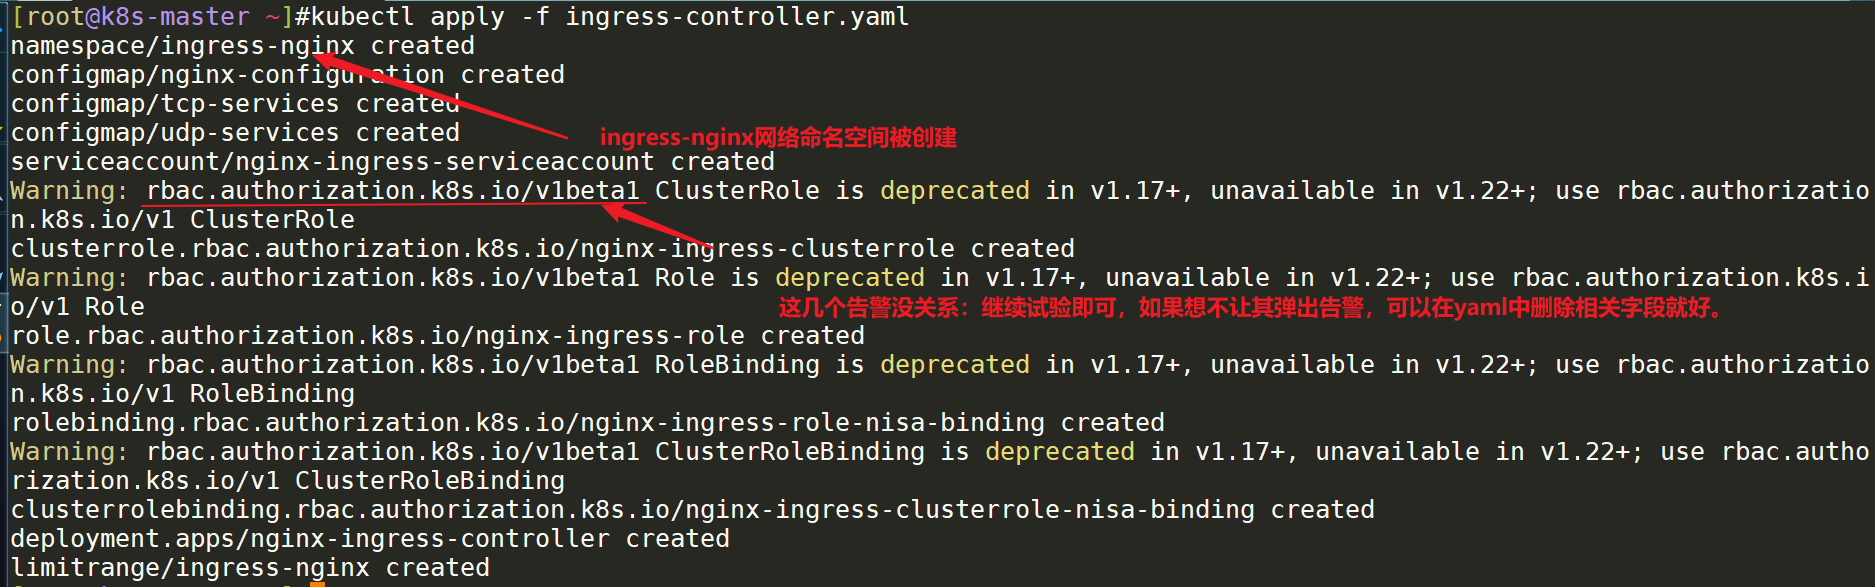 [root@k8s-master ~]#kubectl apply -f ingress-controller.yaml
namespace/ingress-nginx created
configmap/nginx-configuration created
configmap/tcp-services created
configmap/udp-services created
ingress-nginx网络命名空间被创建
serviceaccount/nginx-ingress-serviceaccount created
Warning: rbac.authorization.k8s.io/v1beta1 ClusterRole is deprecated in v1.17+, unavailable in v1.22+; use rbac.authorizatio
n.k8s.io/v1 ClusterRole
clusterrole.rbac.authorization.k8s.io/nginx-ingress-clusterrole created
Warning: rbac.authorization.k8s.io/v1beta1 Role is deprecated in v1.17+, unavailable in v1.22+; use rbac.authorization.k8s.i
o/v1 Role
这几个告警没关系：继续试验即可，如果想不让其弹出告警，可以在yaml中删除相关字段就好。
role.rbac.authorization.k8s.io/nginx-ingress-role created
Warning: rbac.authorization.k8s.io/v1beta1 RoleBinding is deprecated in v1.17+, unavailable in v1.22+; use rbac.authorizatio
n.k8s.io/v1 RoleBinding
rolebinding.rbac.authorization.k8s.io/nginx-ingress-role-nisa-binding created
Warning: rbac.authorization.k8s.io/v1beta1 ClusterRoleBinding is deprecated in v1.17+, unavailable in v1.22+; use rbac.autho
rization.k8s.io/v1 ClusterRoleBinding
clusterrolebinding.rbac.authorization.k8s.io/nginx-ingress-clusterrole-nisa-binding created
deployment.apps/nginx-ingress-controller created
limitrange/ingress-nginx created